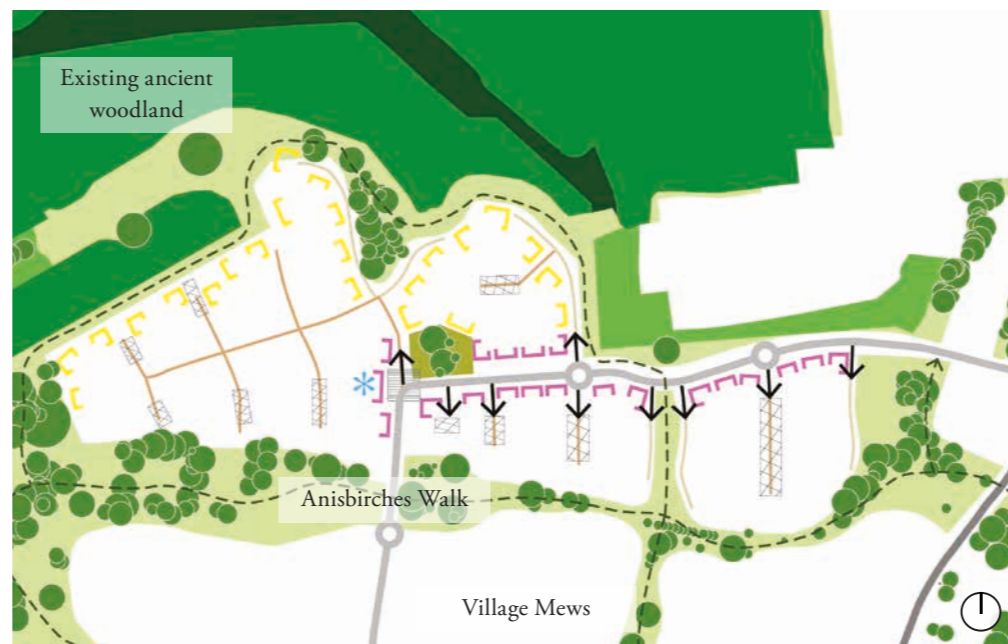 Existing ancient
woodland
Anisbirches Walk
Village Mews